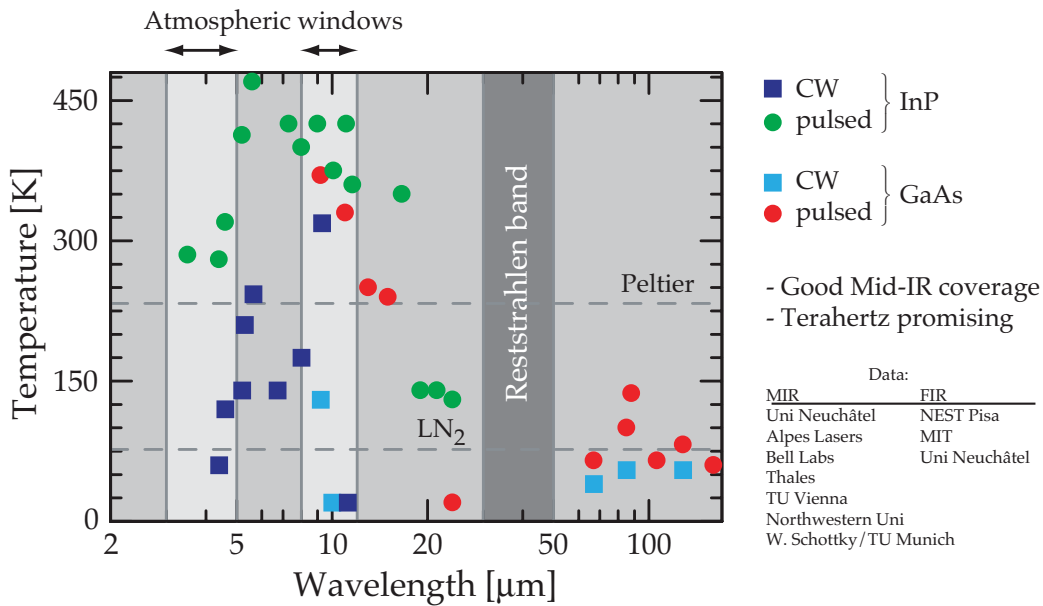 Atmospheric windows
Temperature [K]
450
300
150
0
2
5
10
20
50
100
Wavelength [µm]
Peltier
LN2
Reststrahlen band
CW
pulsed
InP
CW
pulsed
GaAs
- Good Mid-IR coverage
- Terahertz promising
Data:
MIR FIR
Uni Neuchâtel NEST Pisa
Alpes Lasers MIT
Bell Labs Uni Neuchâtel
Thales
TU Vienna
Northwestern Uni
W. Schottky/TU Munich